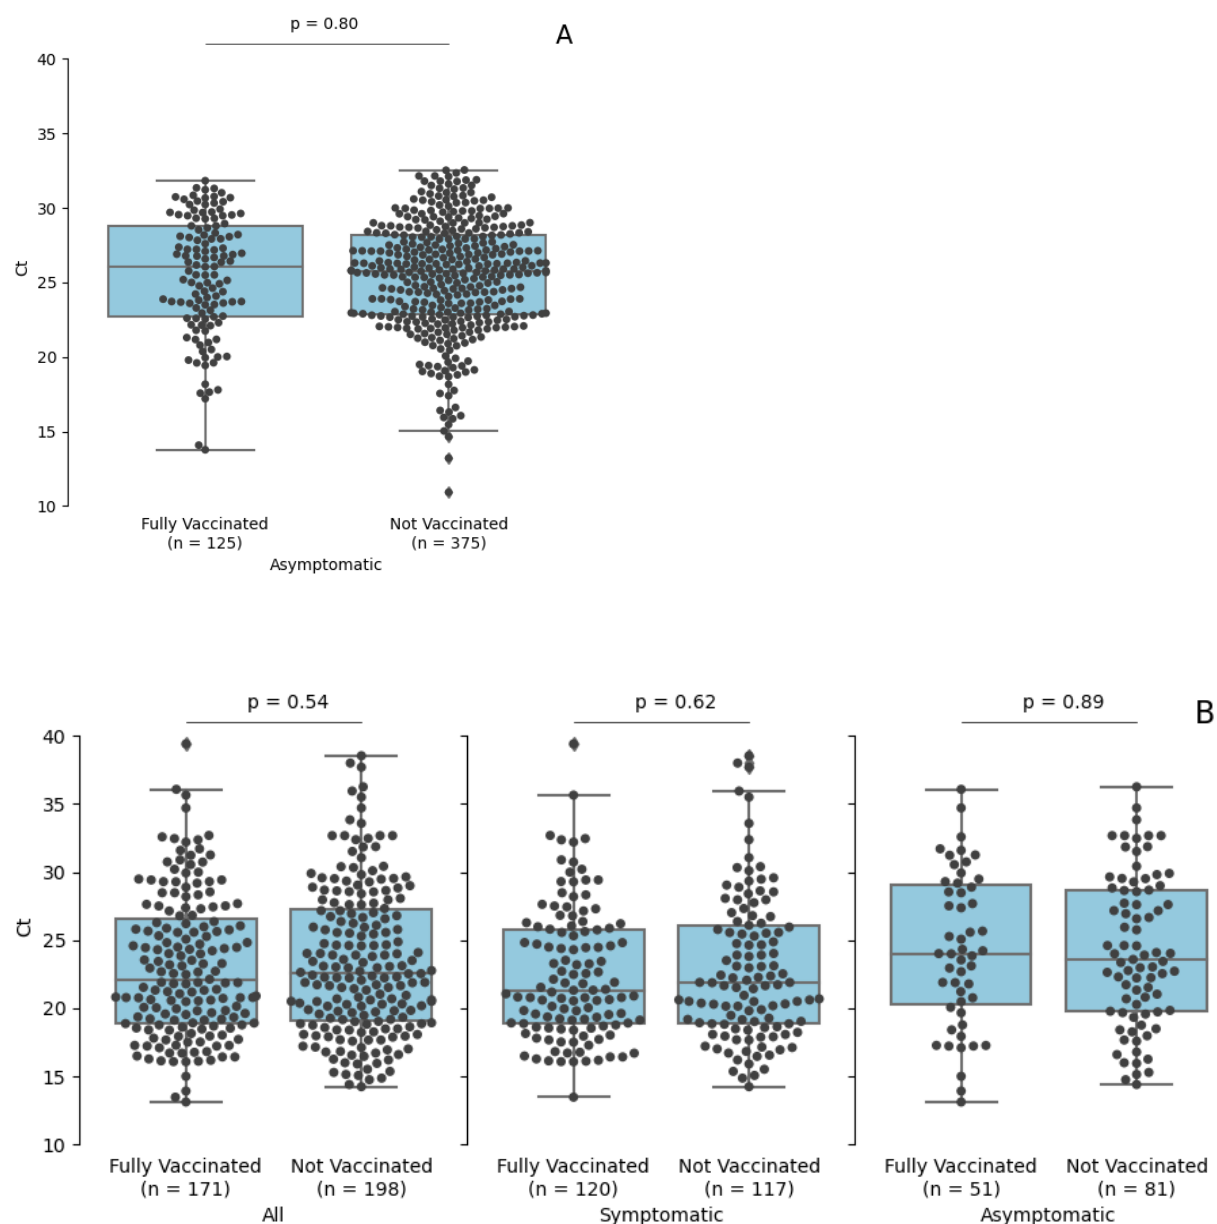 p = 0.80
A
40
35
30
25
20
15
10
Ct
Fully Vaccinated
(n = 125)
Not Vaccinated
(n = 375)
Asymptomatic
p = 0.54
p = 0.62
p = 0.89
B
40
35
30
25
20
15
10
Ct
Fully Vaccinated
(n = 171)
Not Vaccinated
(n = 198)
All
Fully Vaccinated
(n = 120)
Not Vaccinated
(n = 117)
Symptomatic
Fully Vaccinated
(n = 51)
Not Vaccinated
(n = 81)
Asymptomatic